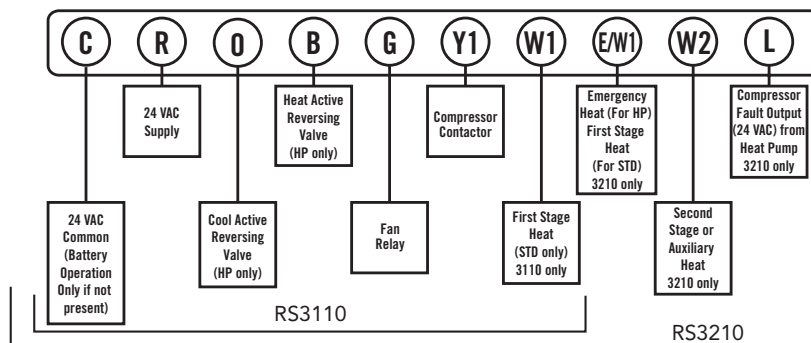 C R O B G Y1 W1 E/W1 W2 L
24 VAC
Supply
Heat Active
Reversing
Valve
(HP only)
Compressor
Contactor
Emergency
Heat (For HP)
First Stage
Heat
(For STD)
3210 only
Compressor
Fault Output
(24 VAC) from
Heat Pump
3210 only
24 VAC
Common
(Battery
Operation
Only if not
present)
Cool Active
Reversing
Valve
(HP only)
Fan
Relay
First Stage
Heat
(STD only)
3110 only
Second
Stage or
Auxiliary
Heat
3210 only
RS3110
RS3210